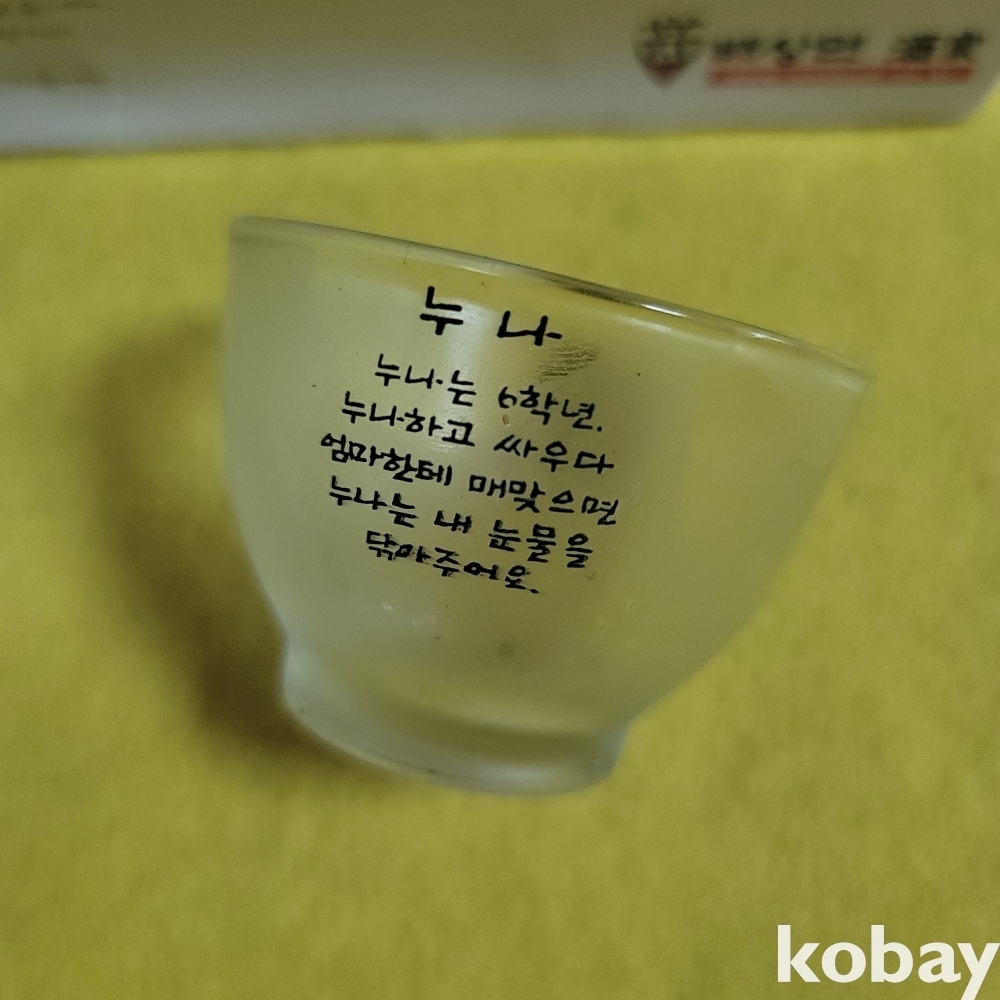 누나
누나는 6학년.
누나하고 싸우다
엄마한테 매맞으면
누나는 내 눈물을
닦아주어요.
kobay